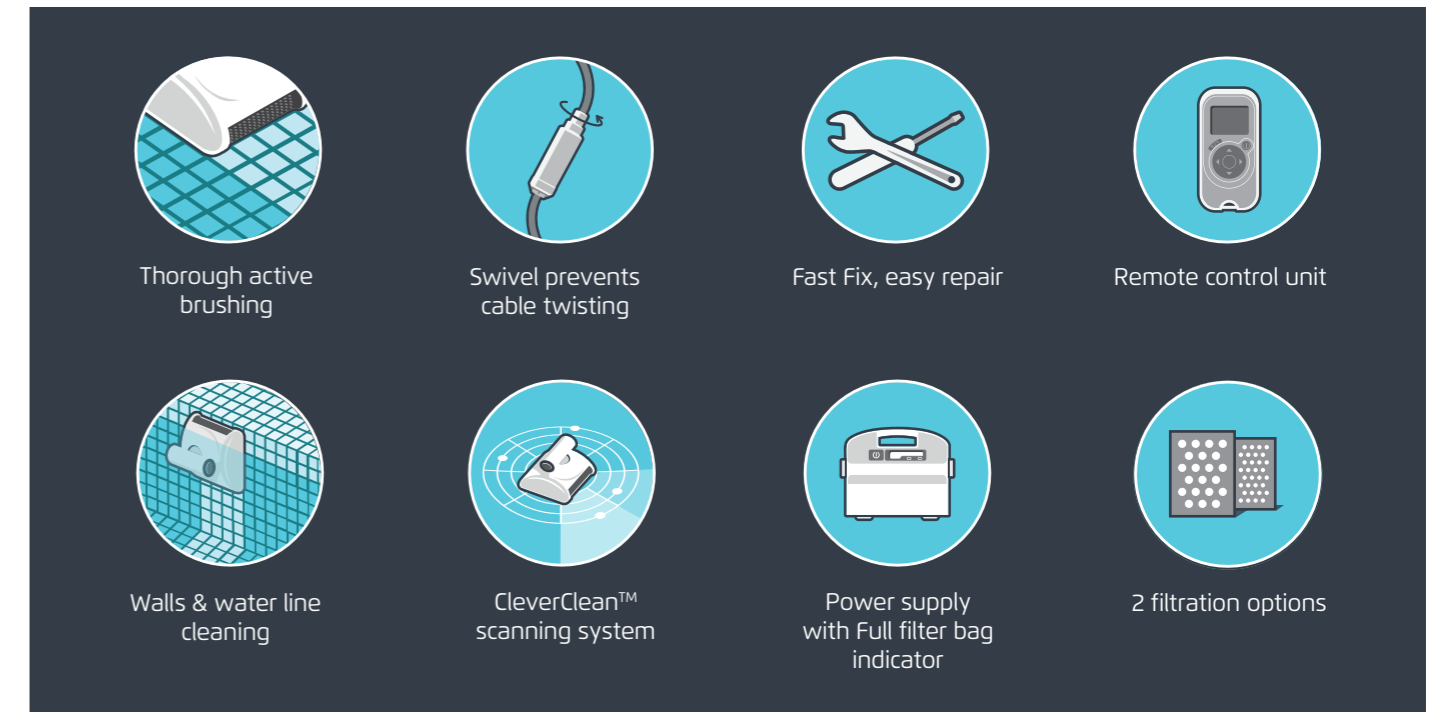 Thorough active
brushing
Swivel prevents
cable twisting
Fast Fix, easy repair
Remote control unit
Walls & water line
cleaning
CleverClean™
scanning system
Power supply
with Full filter bag
indicator
2 filtration options